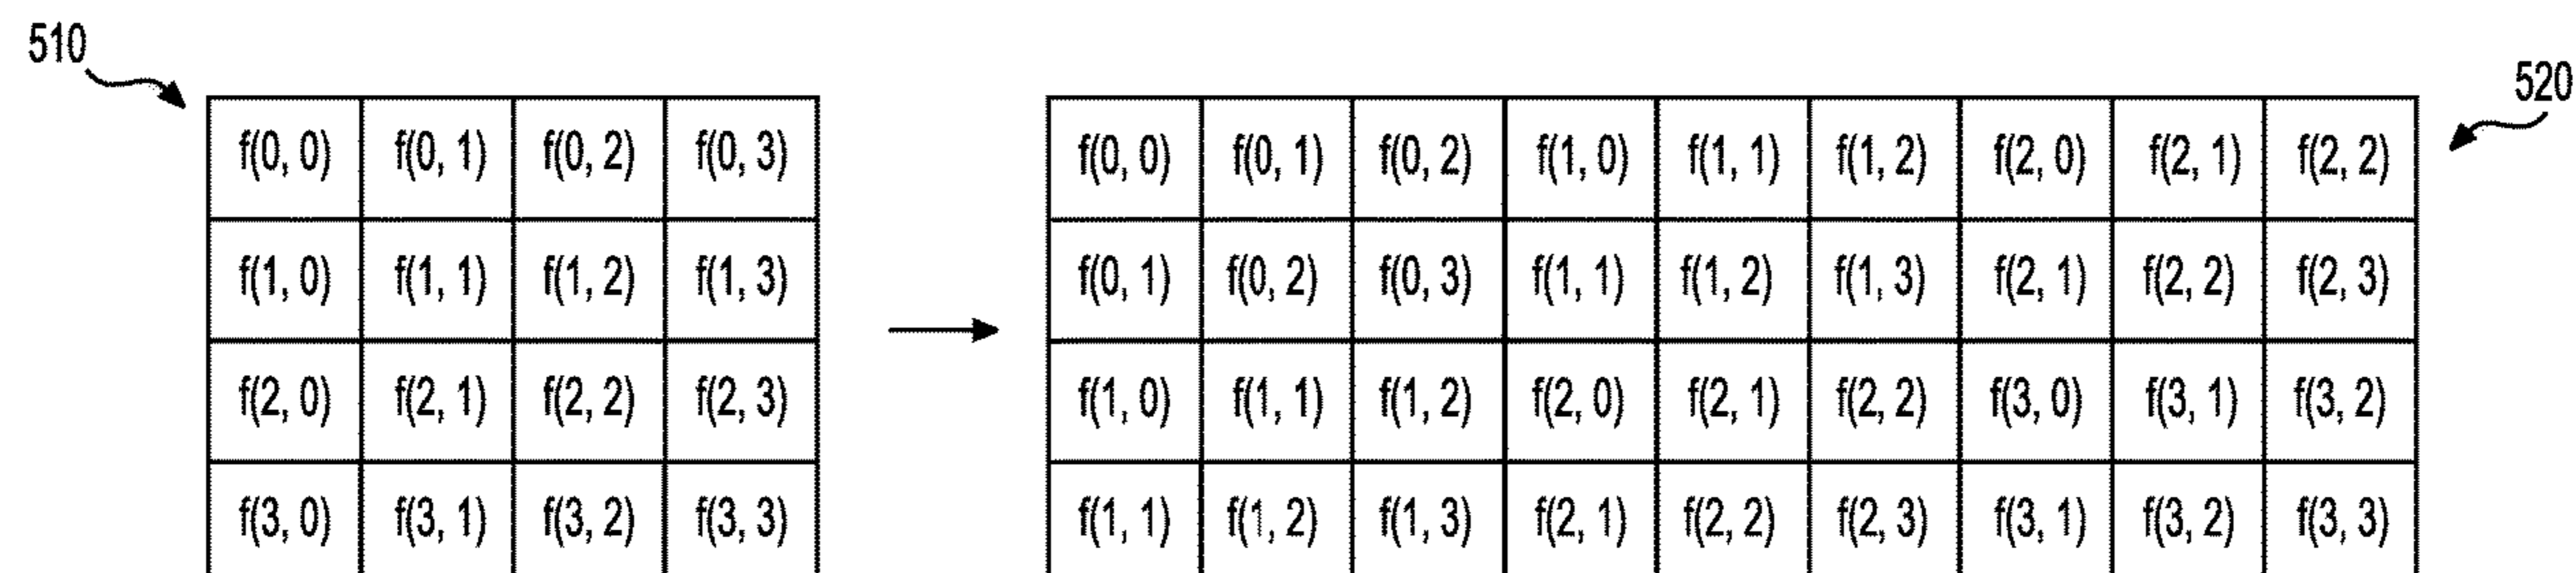 510
520
f(0, 0) f(0, 1) f(0, 2) f(0, 3) f(0, 0) f(0, 1) f(0, 2) f(1, 0) f(1, 1) f(1, 2) f(2, 0) f(2, 1) f(2, 2)
f(1, 0) f(1, 1) f(1, 2) f(1, 3) f(0, 1) f(0, 2) f(0, 3) f(1, 1) f(1, 2) f(1, 3) f(2, 1) f(2, 2) f(2, 3)
f(2, 0) f(2, 1) f(2, 2) f(2, 3) f(1, 0) f(1, 1) f(1, 2) f(2, 0) f(2, 1) f(2, 2) f(3, 0) f(3, 1) f(3, 2)
f(3, 0) f(3, 1) f(3, 2) f(3, 3) f(1, 1) f(1, 2) f(1, 3) f(2, 1) f(2, 2) f(2, 3) f(3, 1) f(3, 2) f(3, 3)